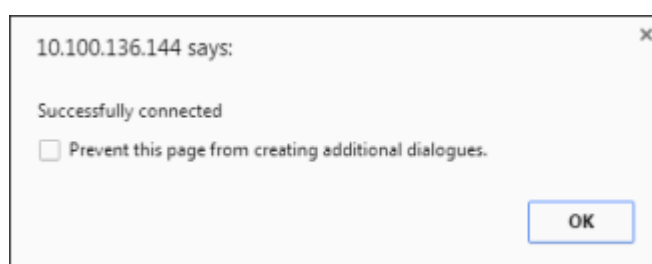 10.100.136.144 says:
Successfully connected
Prevent this page from creating additional dialogues.
OK